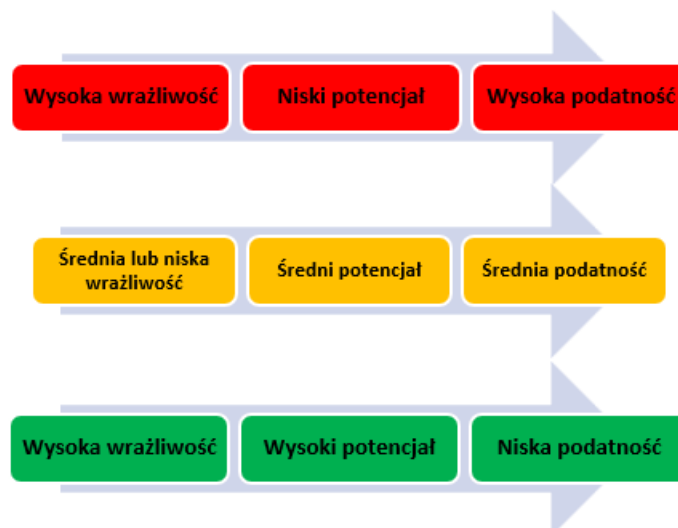 Wysoka wrażliwość
Niski potencjał
Wysoka podatność
Średnia lub niska
wrażliwość
Średni potencjał
Średnia podatność
Wysoka wrażliwość
Wysoki potencjał
Niska podatność